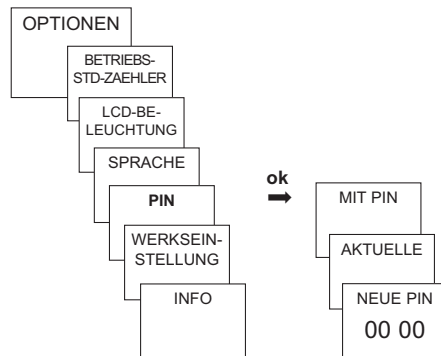 OPTIONEN
BETRIEBS-
STD-ZAEHLER
LCD-BE-
LEUCHTUNG
SPRACHE
PIN
WERKSEIN-
STELLUNG
INFO
ok
MIT PIN
AKTUELLE
NEUE PIN
00 00